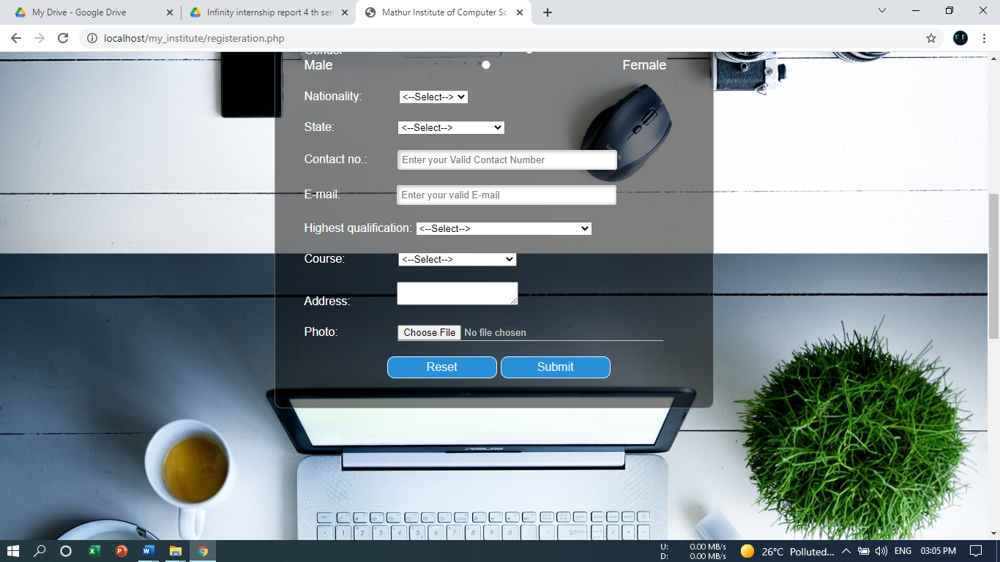 My Drive - Google Drive
Infinity internship report 4 th sem
Mathur Institute of Computer Sci
localhost/my_institute/registeration.php
Gender
Male Female
Nationality: <--Select-->
State: <--Select-->
Contact no.: Enter your Valid Contact Number
E-mail: Enter your valid E-mail
Highest qualification: <--Select-->
Course: <--Select-->
Address:
Photo: Choose File No file chosen
Reset Submit
ASUS
U: 0.00 MB/s
D: 0.00 MB/s
26°C Polluted... ENG 03:05 PM